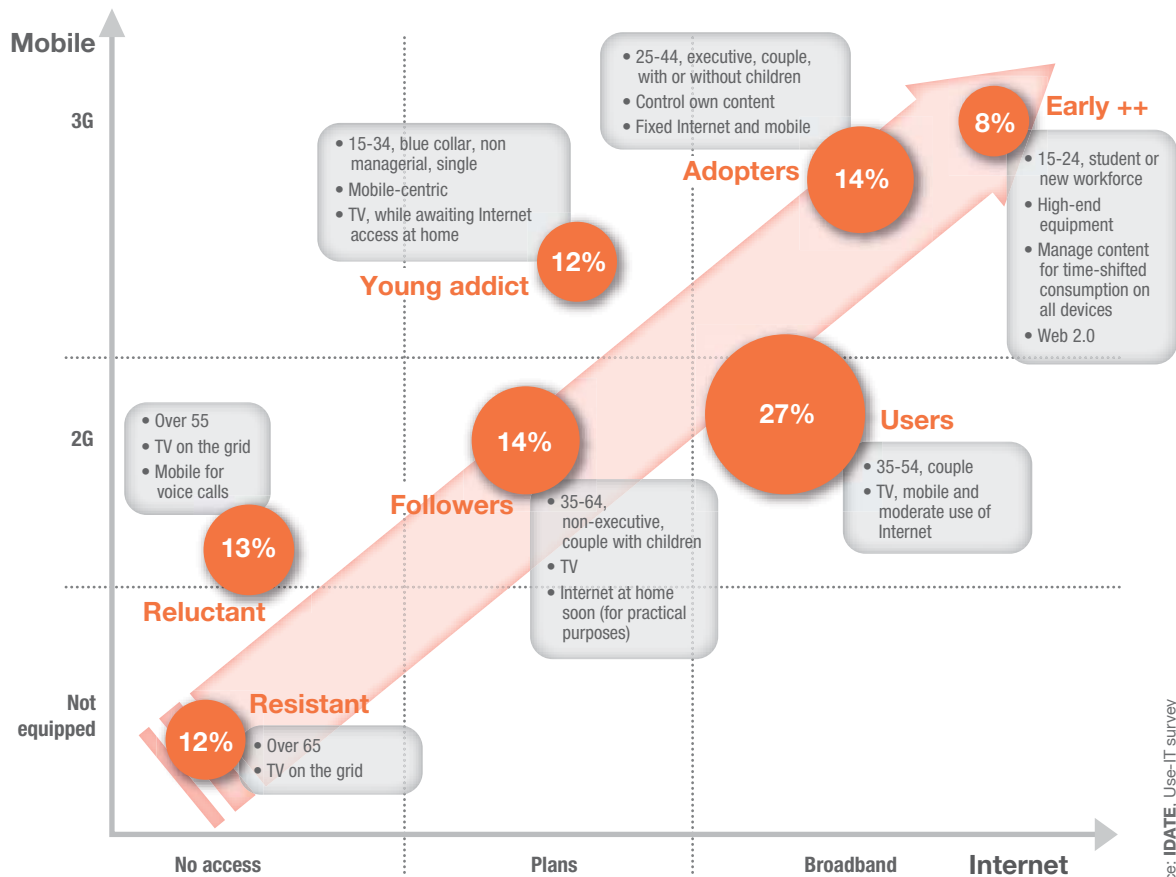 Mobile
3G
• 25-44, executive, couple,
with or without children
• Control own content
• Fixed Internet and mobile
Adopters
14%
8%
Early ++
• 15-24, student or
new workforce
• High-end
equipment
• Manage content
for time-shifted
consumption on
all devices
• Web 2.0
• 15-34, blue collar, non
managerial, single
• Mobile-centric
• TV, while awaiting Internet
access at home
Young addict
12%
2G
• Over 55
• TV on the grid
• Mobile for
voice calls
13%
Reluctant
14%
Followers
• 35-64,
non-executive,
couple with children
• TV
• Internet at home
soon (for practical
purposes)
27%
Users
• 35-54, couple
• TV, mobile and
moderate use of
Internet
Not
equipped
12%
Resistant
• Over 65
• TV on the grid
No access
Plans
Broadband
Internet
IDATE, Use-IT survey